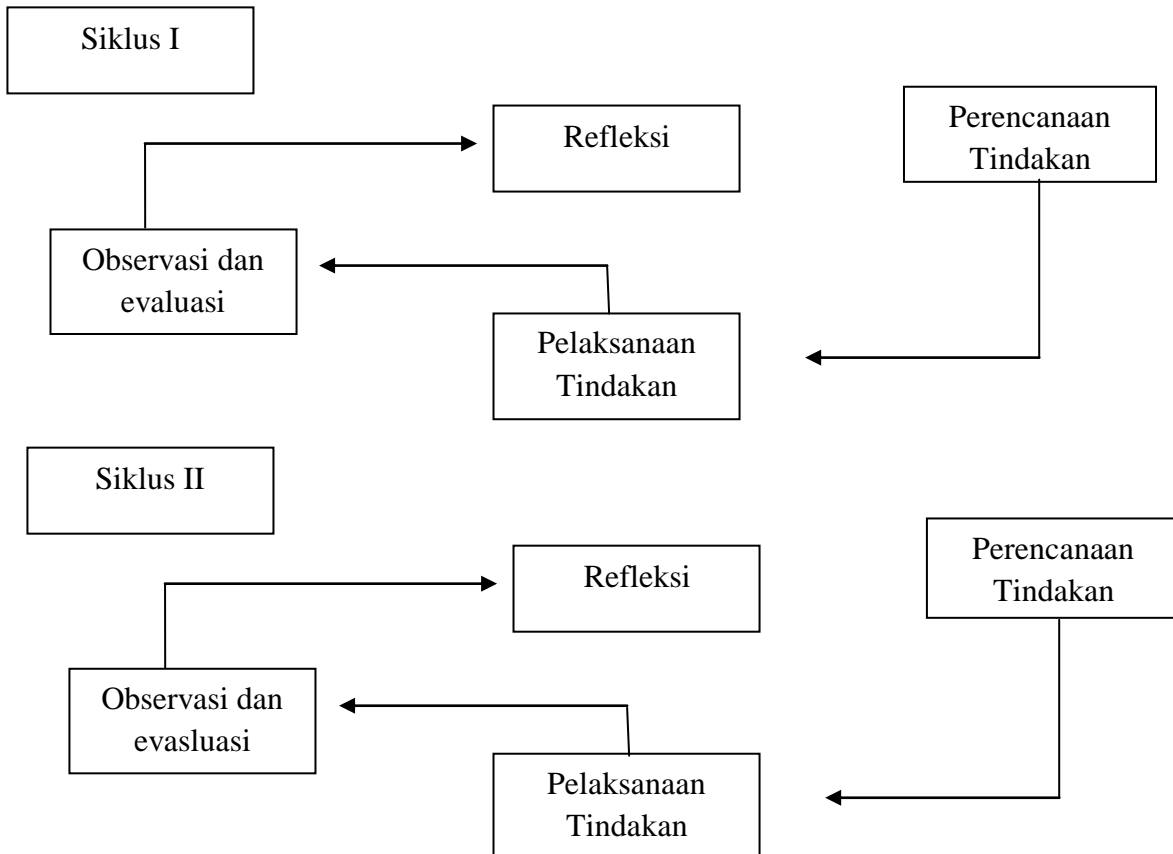 Siklus I
Refleksi
Perencanaan
Tindakan
Observasi dan
evaluasi
Pelaksanaan
Tindakan
Siklus II
Refleksi
Perencanaan
Tindakan
Observasi dan
evasluasi
Pelaksanaan
Tindakan